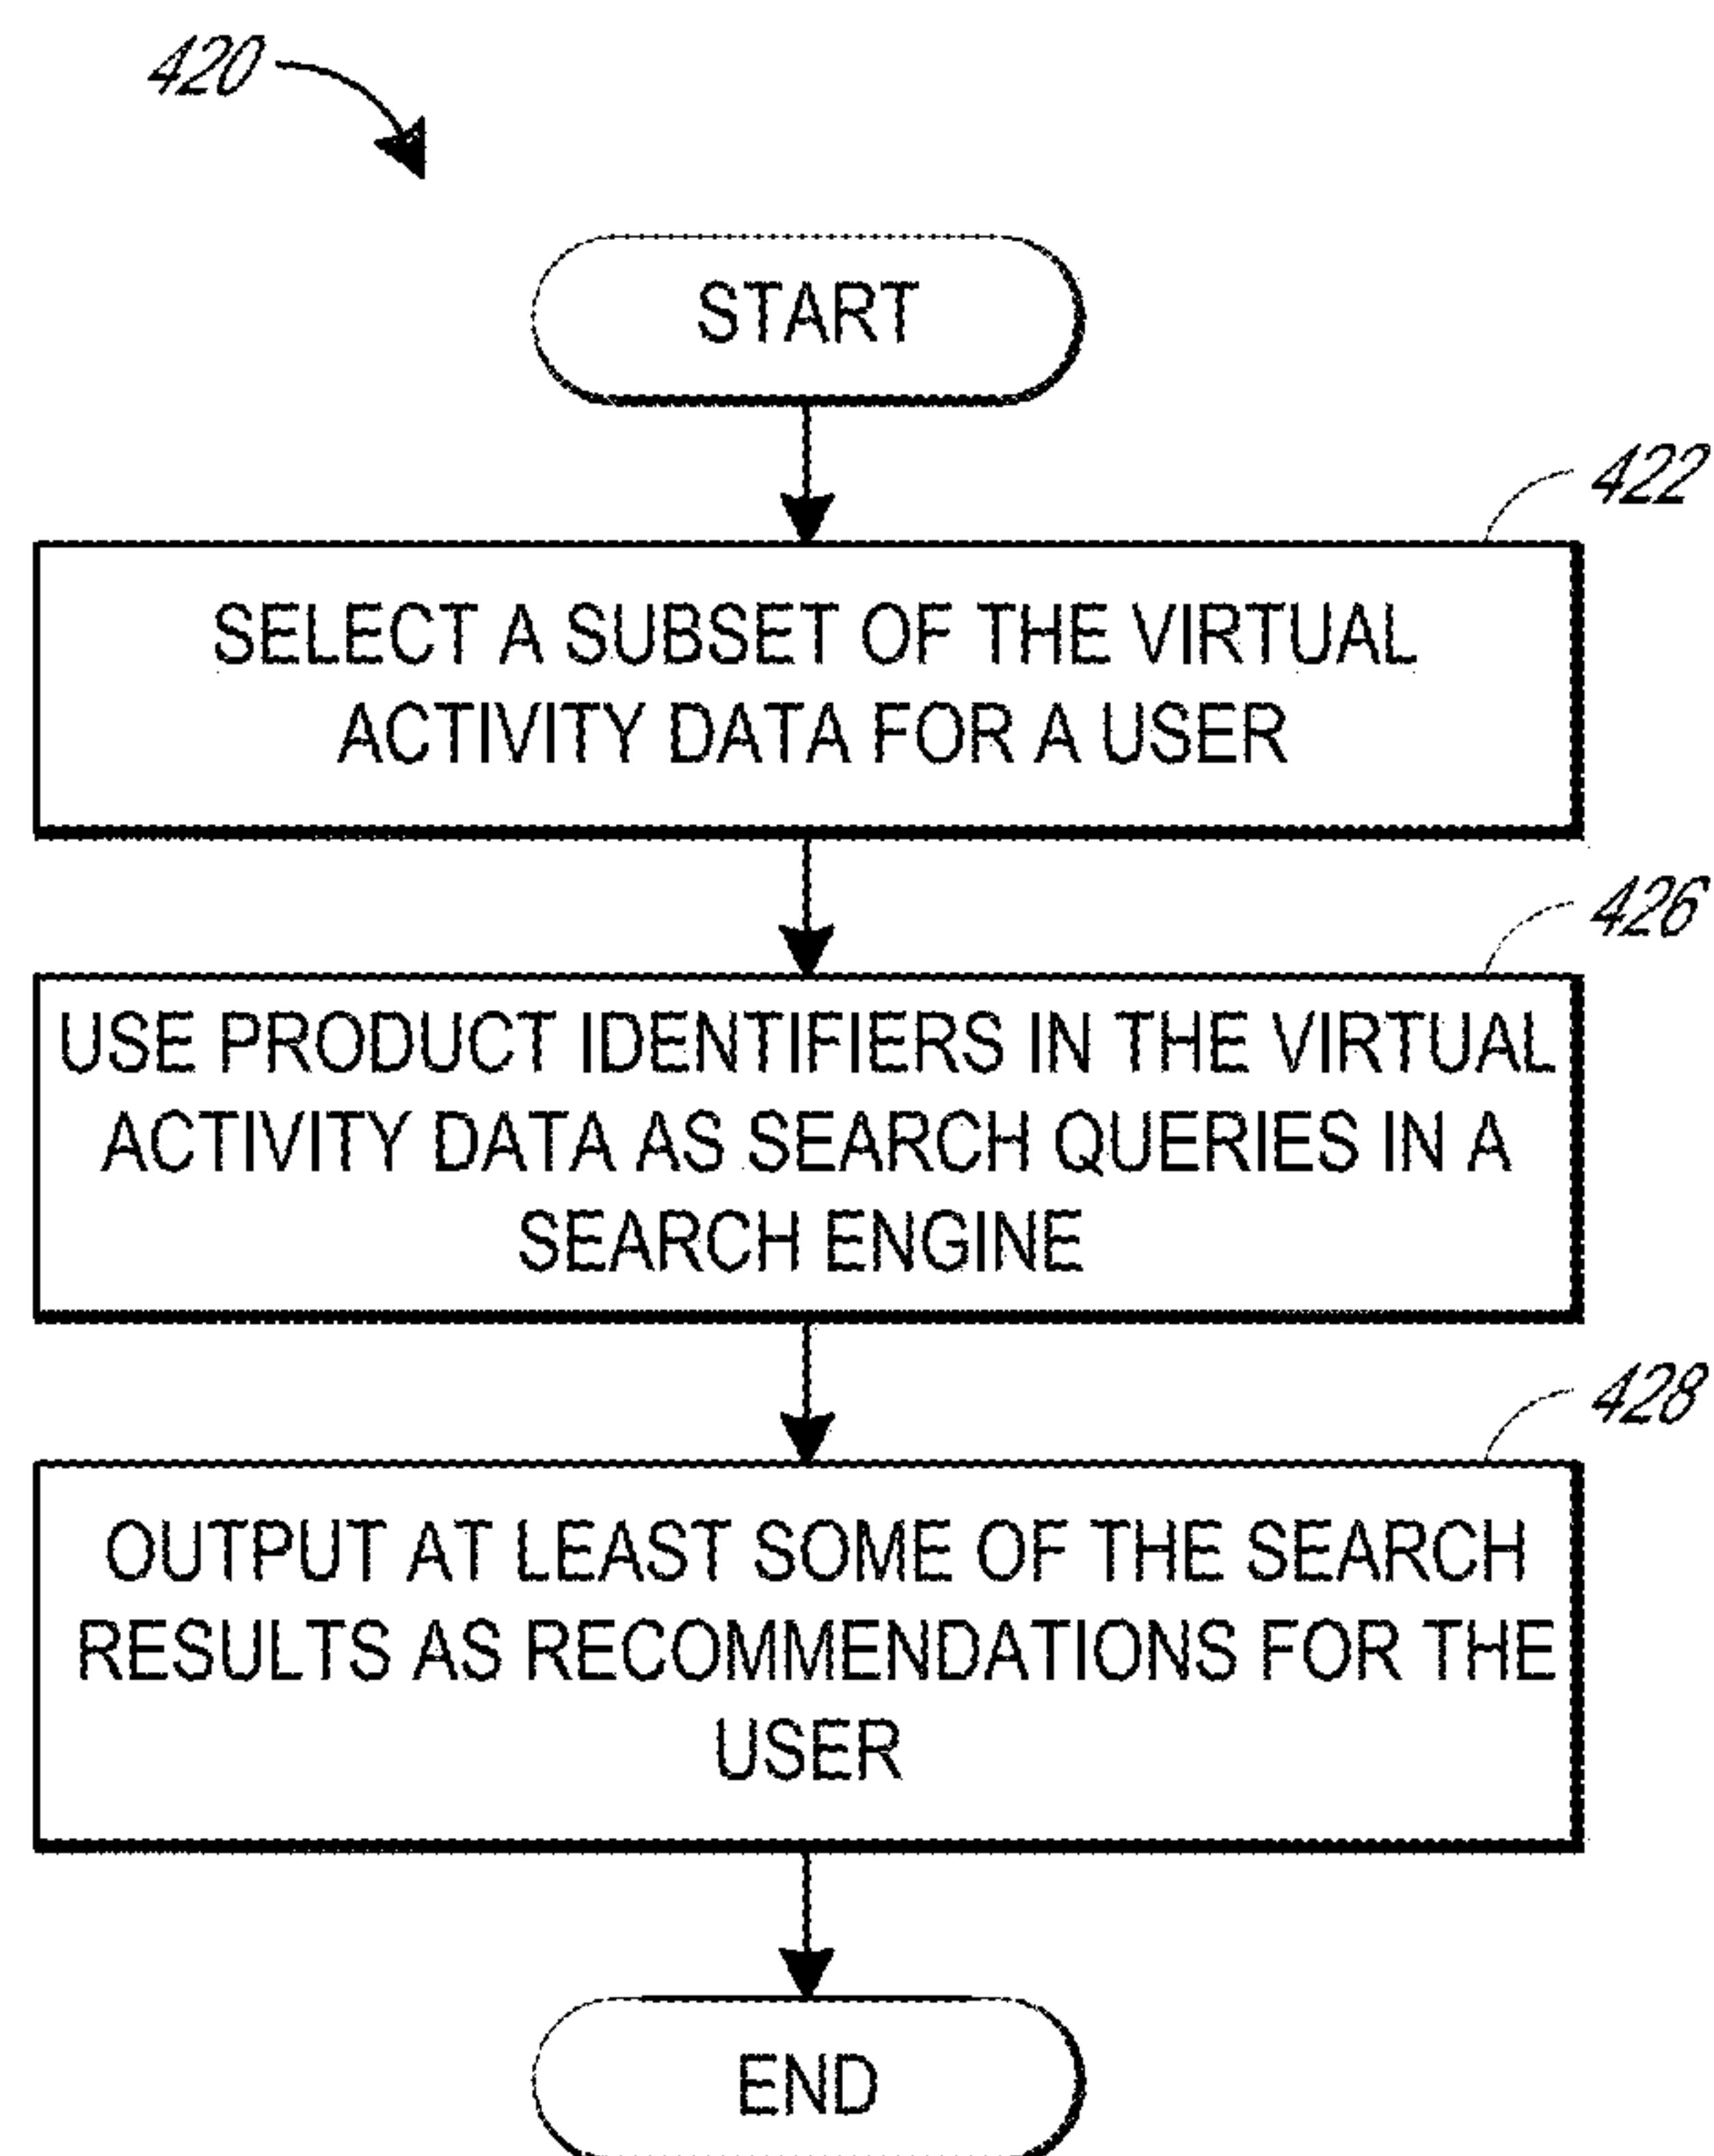 420
START
422
SELECT A SUBSET OF THE VIRTUAL
ACTIVITY DATA FOR A USER
426
USE PRODUCT IDENTIFIERS IN THE VIRTUAL
ACTIVITY DATA AS SEARCH QUERIES IN A
SEARCH ENGINE
428
OUTPUT AT LEAST SOME OF THE SEARCH
RESULTS AS RECOMMENDATIONS FOR THE
USER
END